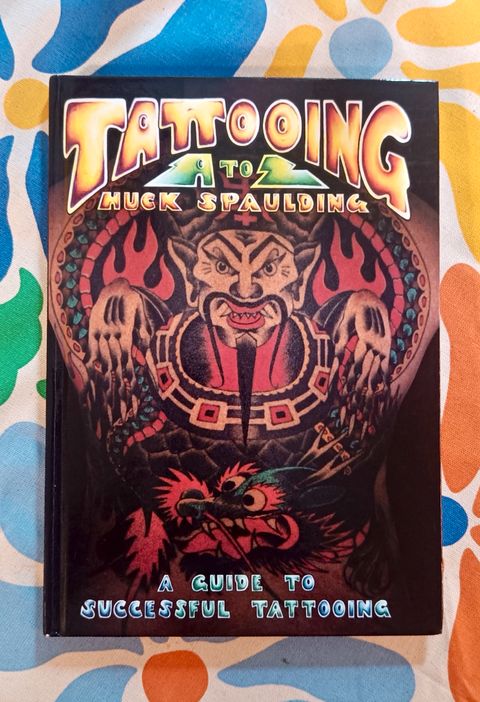 TATTOOING
A TO Z
HUCK SPAULDING
A GUIDE TO
SUCCESSFUL TATTOOING